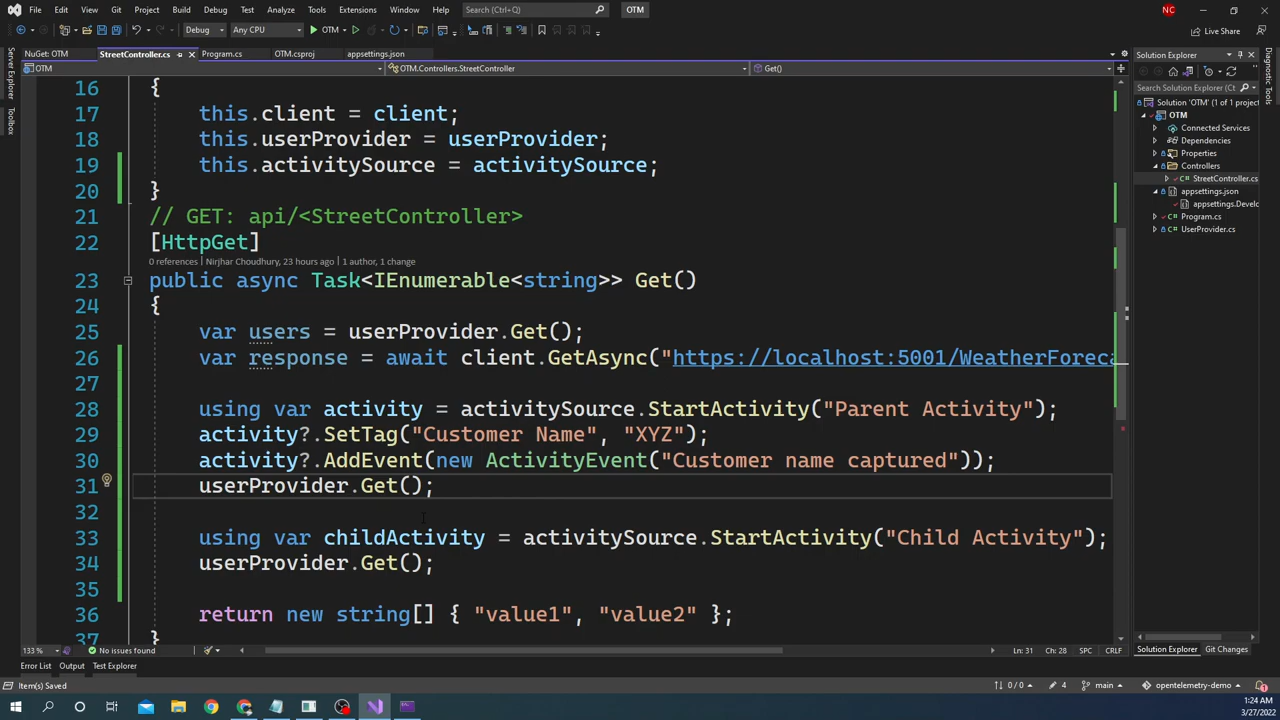 File Edit View Git Project Build Debug Test Analyze Tools Extensions Window Help Search (Ctrl+Q) OTM NC
Debug Any CPU OTM Live Share
NuGet: OTM StreetController.cs Program.cs OTM.csproj appsettings.json
OTM OTM.Controllers.StreetController Get()
Server Explorer
Toolbox
16 {
17 this.client = client;
18 this.userProvider = userProvider;
19 this.activitySource = activitySource;
20 }
21 // GET: api/<StreetController>
22 [HttpGet]
0 references | Nirjhar Choudhury, 23 hours ago | 1 author, 1 change
23 public async Task<IEnumerable<string>> Get()
24 {
25 var users = userProvider.Get();
26 var response = await client.GetAsync("https://localhost:5001/WeatherForeca
27
28 using var activity = activitySource.StartActivity("Parent Activity");
29 activity?.SetTag("Customer Name", "XYZ");
30 activity?.AddEvent(new ActivityEvent("Customer name captured"));
31 userProvider.Get();
32
33 using var childActivity = activitySource.StartActivity("Child Activity");
34 userProvider.Get();
35
36 return new string[] { "value1", "value2" };
37 }
133 % No issues found Ln: 31 Ch: 28 SPC CRLF
Error List Output Test Explorer
Item(s) Saved 0 / 0 4 main opentelemetry-demo
Solution Explorer
Search Solution Explorer (Ct
Solution 'OTM' (1 of 1 project
OTM
Connected Services
Dependencies
Properties
Controllers
C# StreetController.cs
appsettings.json
appsettings.Develo
C# Program.cs
C# UserProvider.cs
Solution Explorer Git Changes
Diagnostic Tools
1:24 AM
3/27/2022